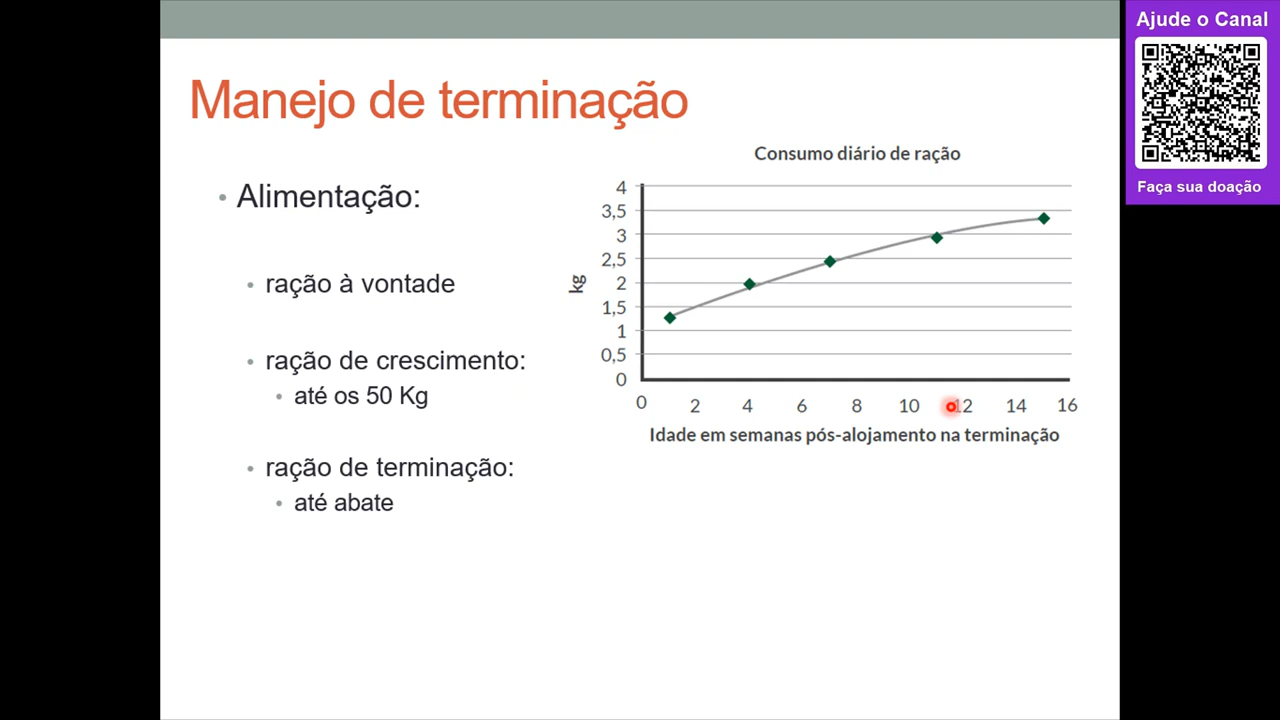 Manejo de terminação
• Alimentação:
• ração à vontade
• ração de crescimento:
• até os 50 Kg
• ração de terminação:
• até abate
Consumo diário de ração
4
3,5
3
2,5
2
1,5
1
0,5
0
kg
0 2 4 6 8 10 12 14 16
Idade em semanas pós-alojamento na terminação
Ajude o Canal
Faça sua doação